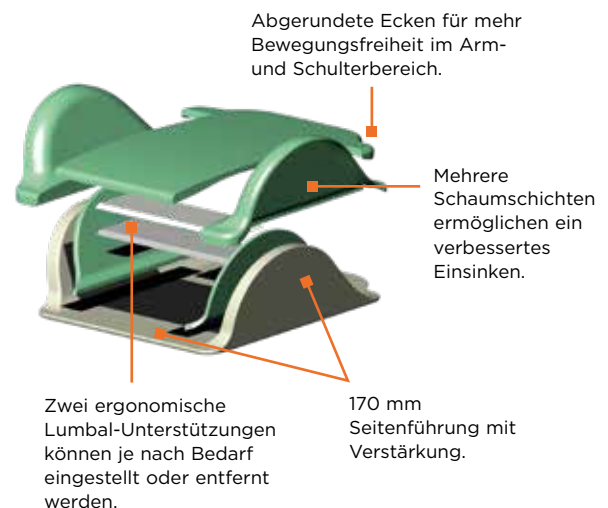 Abgerundete Ecken für mehr
Bewegungsfreiheit im Arm-
und Schulterbereich.
Mehrere
Schaumschichten
ermöglichen ein
verbessertes
Einsinken.
Zwei ergonomische
Lumbal-Unterstützungen
können je nach Bedarf
eingestellt oder entfernt
werden.
170 mm
Seitenführung mit
Verstärkung.